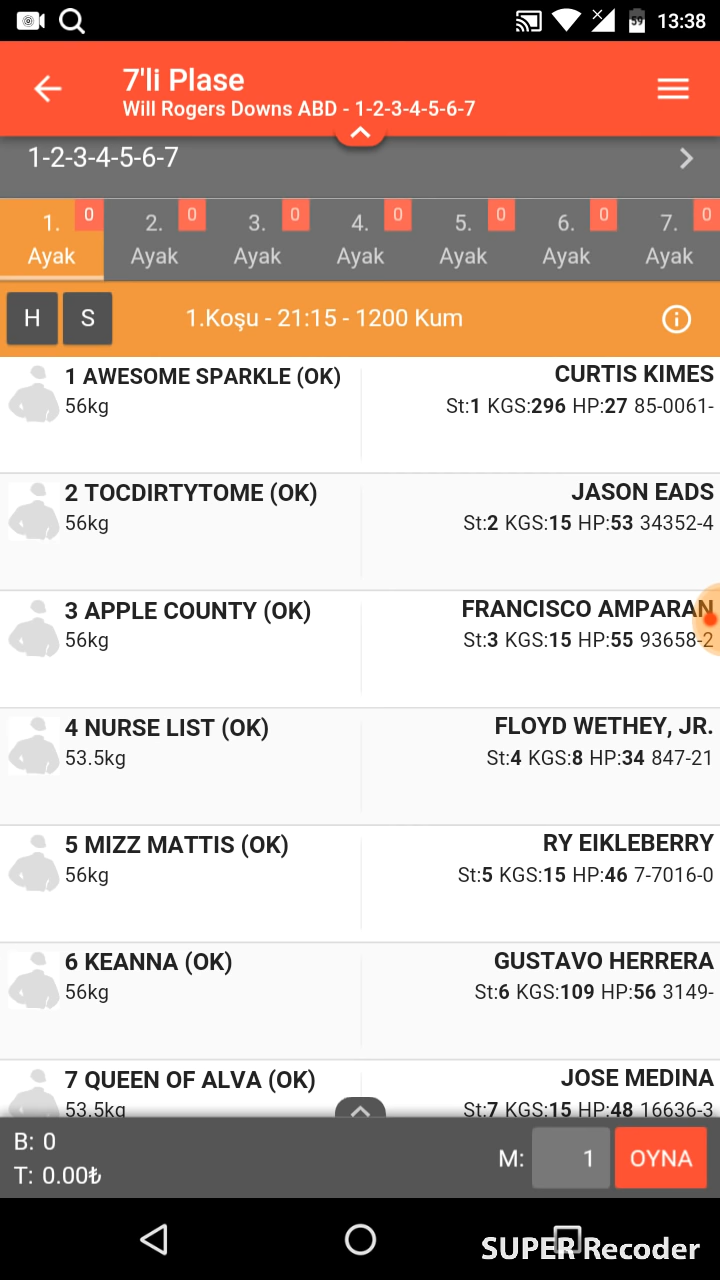 59 13:38
7'li Plase
Will Rogers Downs ABD - 1-2-3-4-5-6-7
1-2-3-4-5-6-7
1. Ayak 0
2. Ayak 0
3. Ayak 0
4. Ayak 0
5. Ayak 0
6. Ayak 0
7. Ayak 0
H S 1.Koşu - 21:15 - 1200 Kum
1 AWESOME SPARKLE (OK) CURTIS KIMES
56kg St:1 KGS:296 HP:27 85-0061-
2 TOCDIRTYTOME (OK) JASON EADS
56kg St:2 KGS:15 HP:53 34352-4
3 APPLE COUNTY (OK) FRANCISCO AMPARAN
56kg St:3 KGS:15 HP:55 93658-2
4 NURSE LIST (OK) FLOYD WETHEY, JR.
53.5kg St:4 KGS:8 HP:34 847-21
5 MIZZ MATTIS (OK) RY EIKLEBERRY
56kg St:5 KGS:15 HP:46 7-7016-0
6 KEANNA (OK) GUSTAVO HERRERA
56kg St:6 KGS:109 HP:56 3149-
7 QUEEN OF ALVA (OK) JOSE MEDINA
53.5kg St:7 KGS:15 HP:48 16636-3
B: 0
T: 0.00₺ M: 1 OYNA
SUPER Recoder